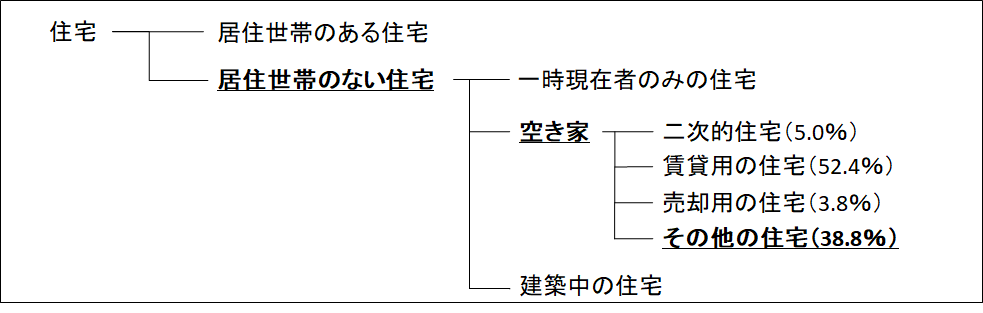 住宅
居住世帯のある住宅
居住世帯のない住宅
一時現在者のみの住宅
空き家
二次的住宅（5.0%）
賃貸用の住宅（52.4%）
売却用の住宅（3.8%）
その他の住宅（38.8%）
建築中の住宅